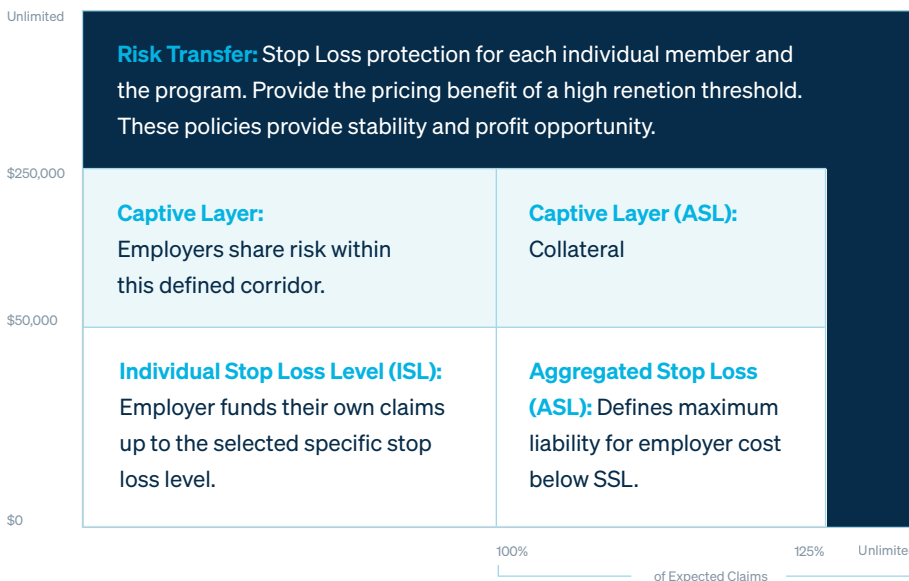 Unlimited
Risk Transfer: Stop Loss protection for each individual member and
the program. Provide the pricing benefit of a high renetion threshold.
These policies provide stability and profit opportunity.
$250,000
Captive Layer:
Employers share risk within
this defined corridor.
Captive Layer (ASL):
Collateral
$50,000
Individual Stop Loss Level (ISL):
Employer funds their own claims
up to the selected specific stop
loss level.
Aggregated Stop Loss
(ASL): Defines maximum
liability for employer cost
below SSL.
$0
100%
125%
Unlimite
of Expected Claims